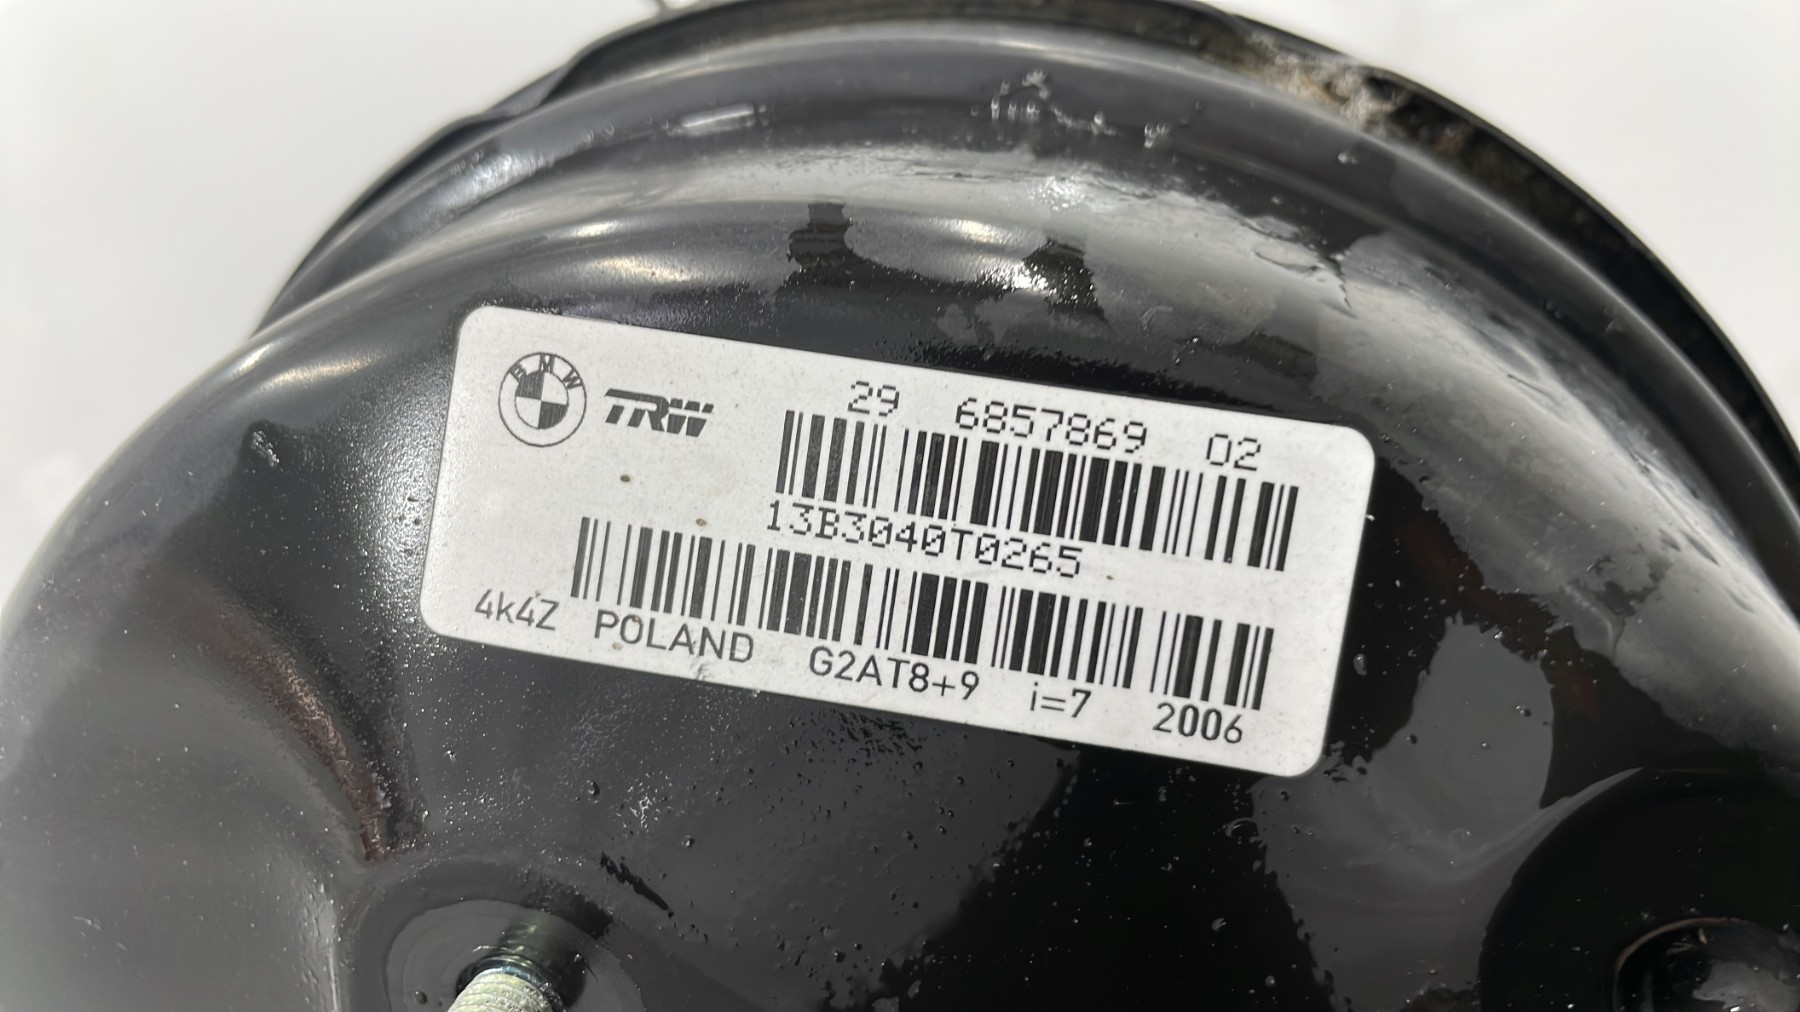 BMW TRW 29 6857869 02
13B3040T0265
4k4Z POLAND G2AT8+9 i=7 2006